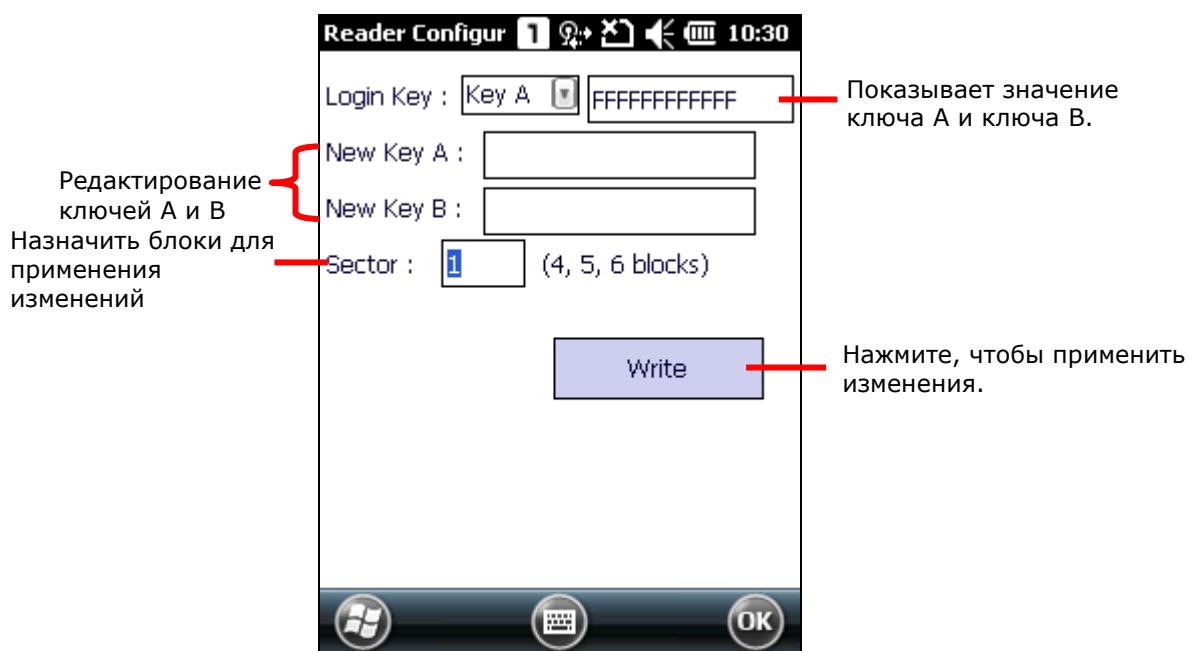 Reader Configur 1 10:30
Login Key : Key A FFFFFFFFFFFF
Показывает значение
ключа A и ключа B.
New Key A :
Редактирование
ключей A и B
New Key B :
Назначить блоки для
применения
изменений
Sector : 1 (4, 5, 6 blocks)
Write
Нажмите, чтобы применить
изменения.
OK